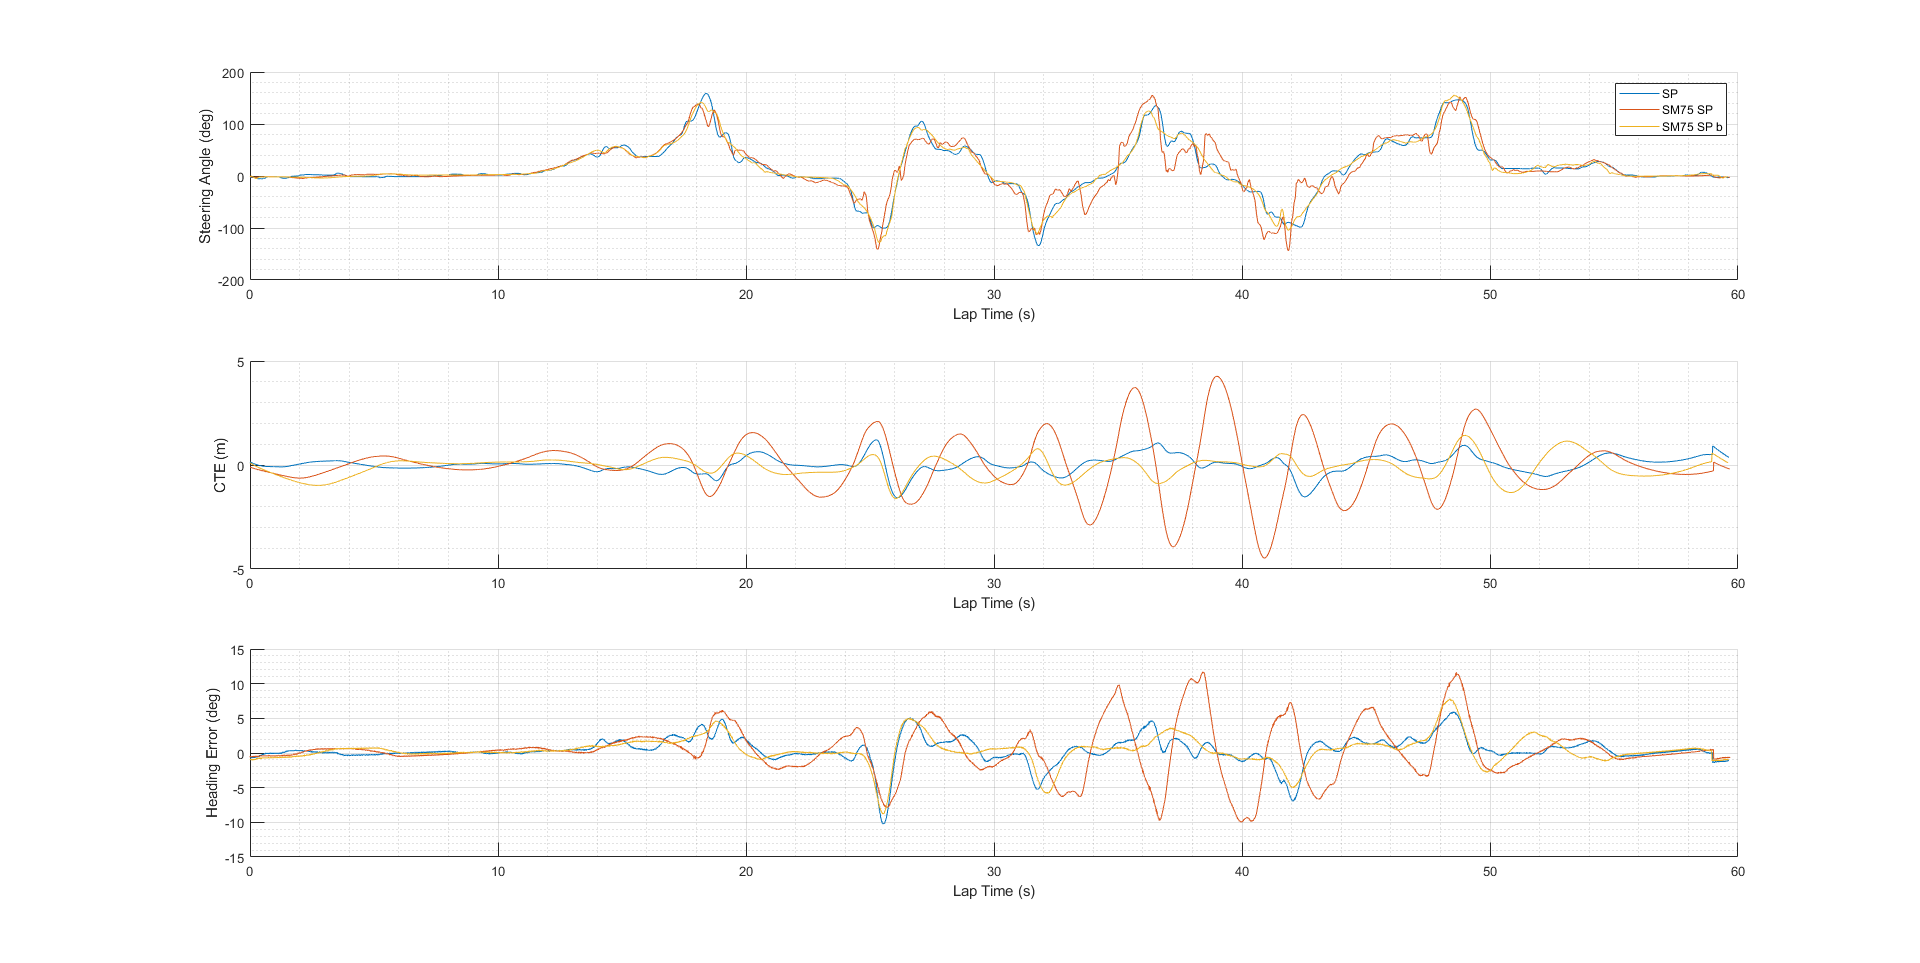 200
100
0
-100
-200
Steering Angle (deg)
SP
SM75 SP
SM75 SP b
0 10 20 30 40 50 60
Lap Time (s)
5
0
-5
CTE (m)
0 10 20 30 40 50 60
Lap Time (s)
15
10
5
0
-5
-10
-15
Heading Error (deg)
0 10 20 30 40 50 60
Lap Time (s)